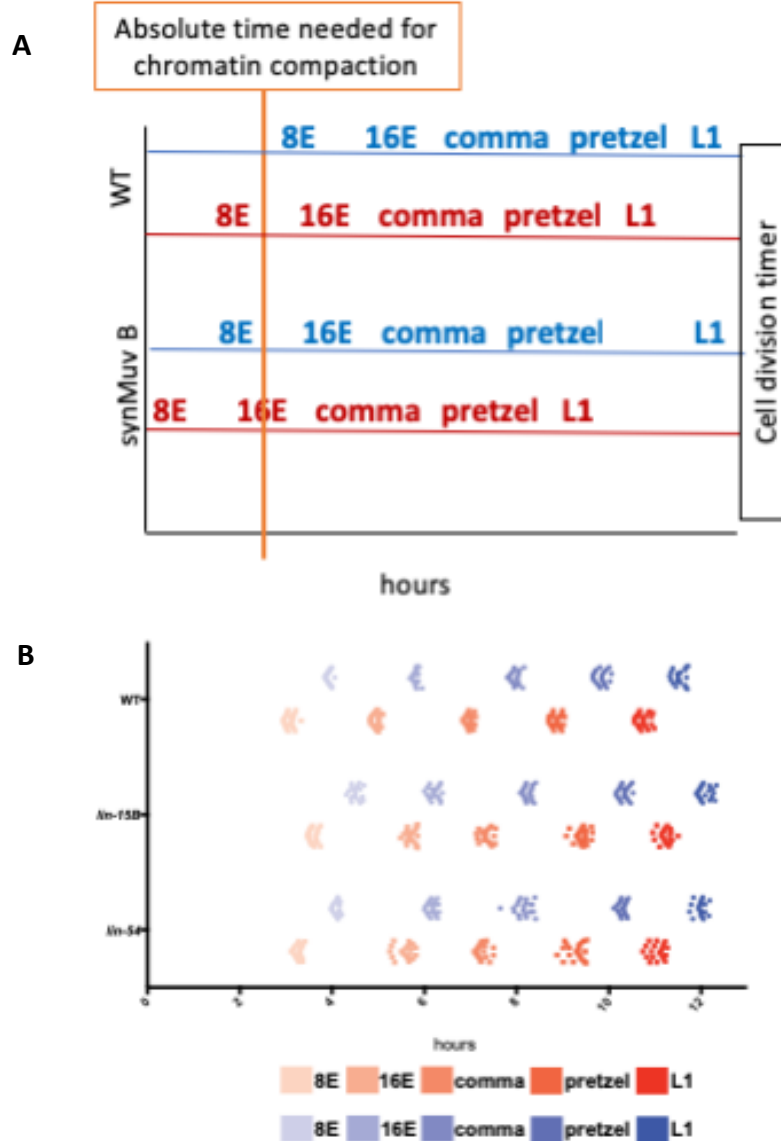 A
Absolute time needed for
chromatin compaction
WT
8E 16E comma pretzel L1
8E 16E comma pretzel L1
synMuv B
8E 16E comma pretzel L1
8E 16E comma pretzel L1
Cell division timer
hours
B
WT
lin-15B
lin-54
0 2 4 6 8 10 12
hours
8E 16E comma pretzel L1
8E 16E comma pretzel L1